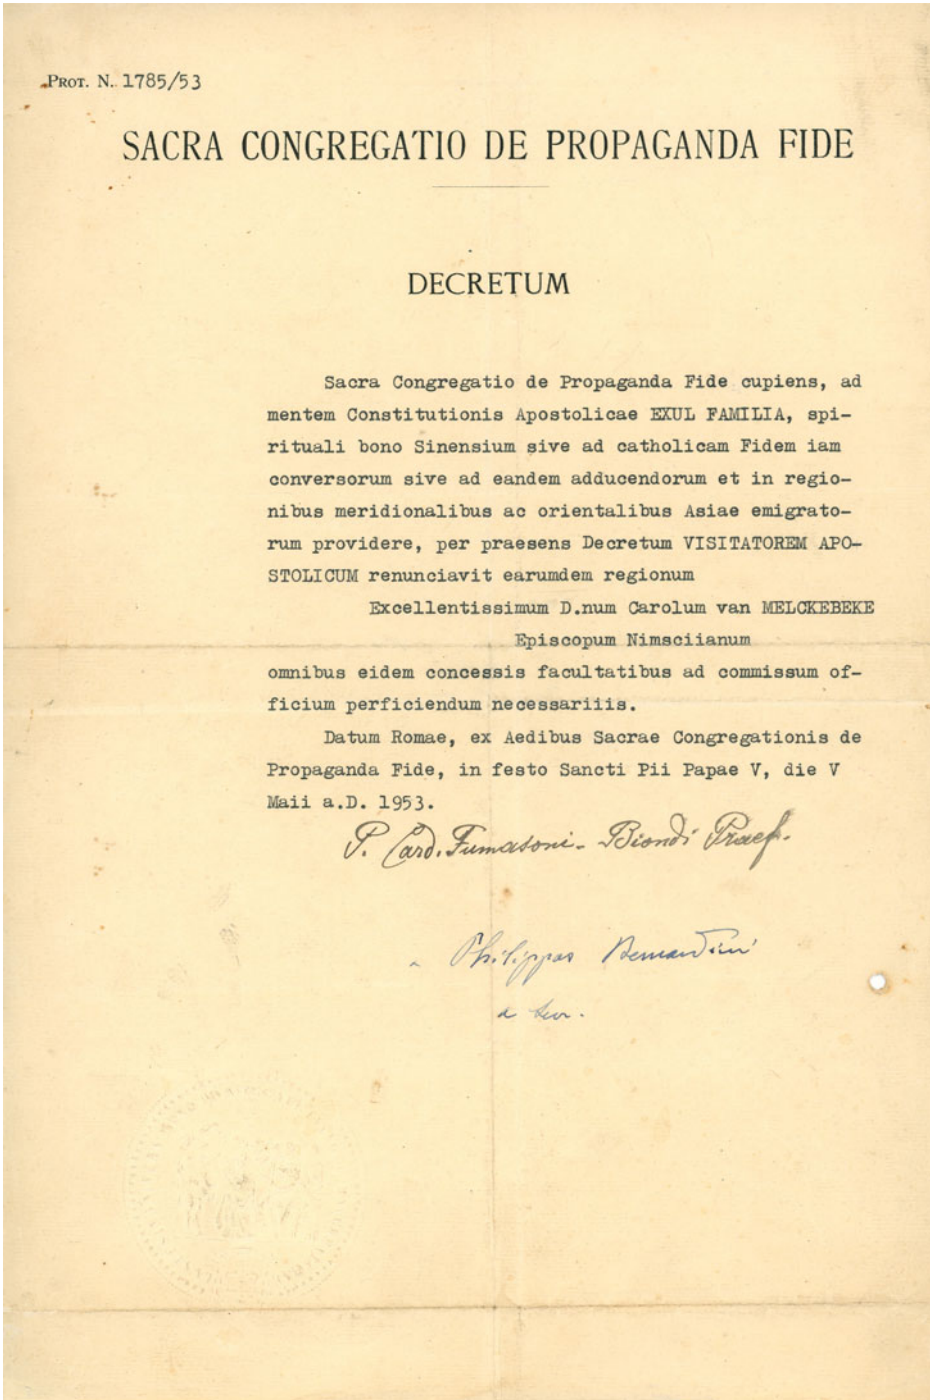 PROT. N. 1785/53
SACRA CONGREGATIO DE PROPAGANDA FIDE
DECRETUM
Sacra Congregatio de Propaganda Fide cupiens, ad
mentem Constitutionis Apostolicae EXUL FAMILIA, spi-
rituali bono Sinensium sive ad catholicam Fidem iam
conversorum sive ad eandem adducendorum et in regio-
nibus meridionalibus ac orientalibus Asiae emigrato-
rum providere, per praesens Decretum VISITATOREM APO-
STOLICUM renunciavit earumdem regionum
Excellentissimum D.num Carolum van MELCKEBEKE
Episcopum Nimsciianum
omnibus eidem concessis facultatibus ad commissum of-
ficium perficiendum necessariiis.
Datum Romae, ex Aedibus Sacrae Congregationis de
Propaganda Fide, in festo Sancti Pii Papae V, die V
Maii a.D. 1953.
P. Card. Fumasoni-Biondi Praef.
Philippus Bernardini
a